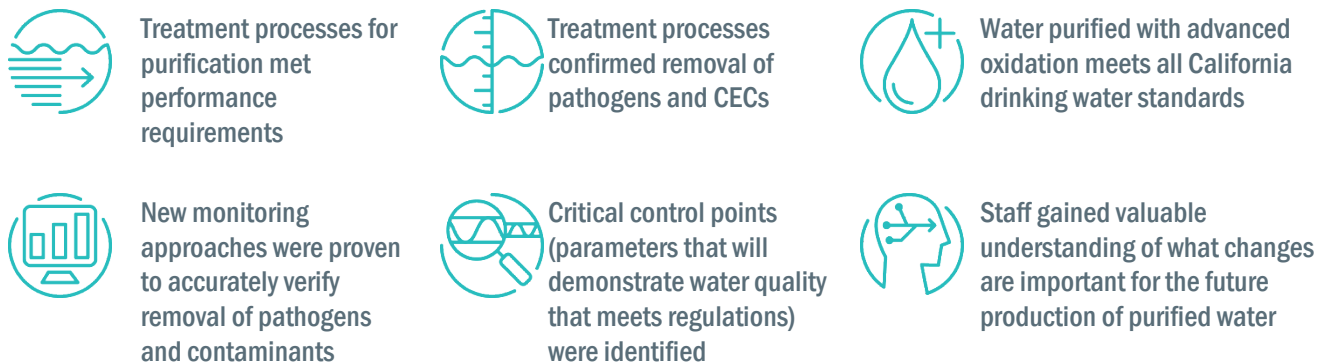 Treatment processes for
purification met
performance
requirements
Treatment processes
confirmed removal of
pathogens and CECs
Water purified with advanced
oxidation meets all California
drinking water standards
New monitoring
approaches were proven
to accurately verify
removal of pathogens
and contaminants
Critical control points
(parameters that will
demonstrate water quality
that meets regulations)
were identified
Staff gained valuable
understanding of what changes
are important for the future
production of purified water